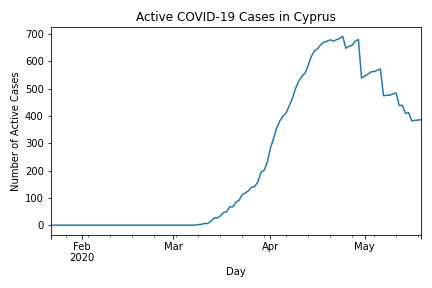 Active COVID-19 Cases in Cyprus
Number of Active Cases
700
600
500
400
300
200
100
0
Feb
2020
Mar
Apr
May
Day